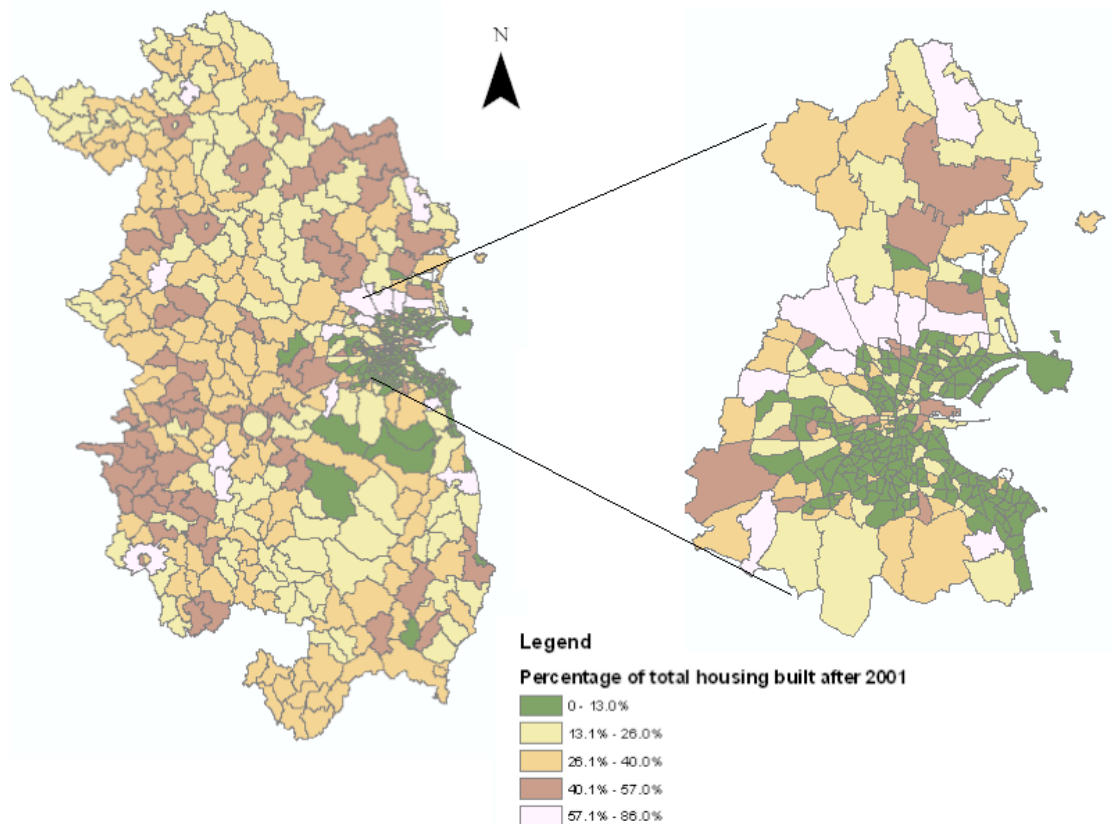 N
Legend
Percentage of total housing built after 2001
0 - 13.0%
13.1% - 26.0%
26.1% - 40.0%
40.1% - 57.0%
57.1% - 86.0%